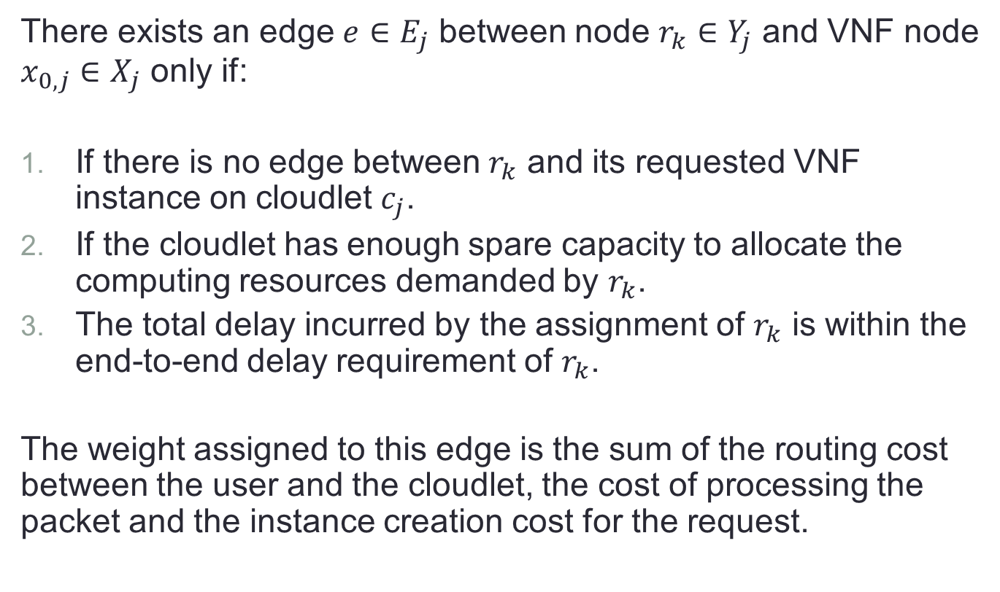 There exists an edge e ∈ E_j between node r_k ∈ Y_j and VNF node
x_{0,j} ∈ X_j only if:
1. If there is no edge between r_k and its requested VNF
instance on cloudlet c_j.
2. If the cloudlet has enough spare capacity to allocate the
computing resources demanded by r_k.
3. The total delay incurred by the assignment of r_k is within the
end-to-end delay requirement of r_k.
The weight assigned to this edge is the sum of the routing cost
between the user and the cloudlet, the cost of processing the
packet and the instance creation cost for the request.